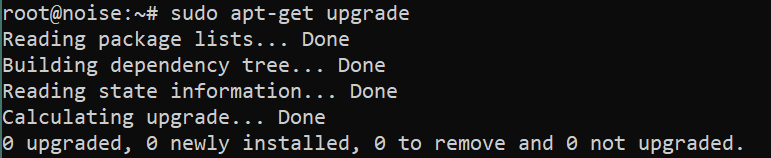 root@noise:~# sudo apt-get upgrade
Reading package lists... Done
Building dependency tree... Done
Reading state information... Done
Calculating upgrade... Done
0 upgraded, 0 newly installed, 0 to remove and 0 not upgraded.